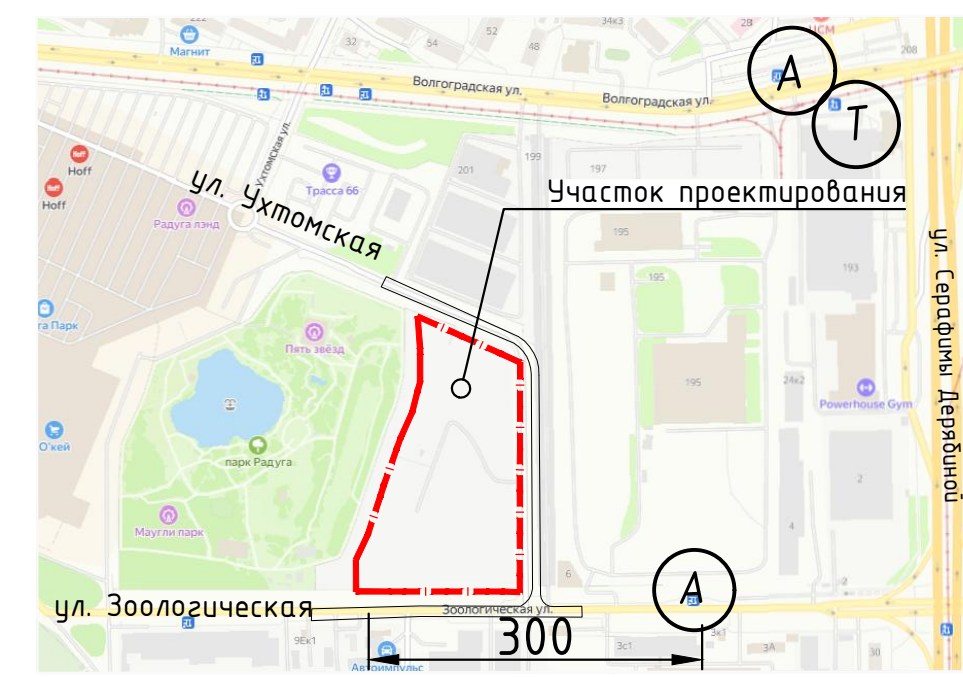 222
34к3
28
ЦСМ
Магнит
32
54
52
48
208
А
Волгоградская ул.
Волгоградская ул.
Т
Ухтомская ул.
Hoff
Hoff
201
199
197
Трасса 66
ул. Ухтомская
Участок проектирования
Радуга лэнд
195
ул. Серафимы Дерябиной
193
195
га Парк
Пять звёзд
195
24к2
Powerhouse Gym
О'кей
парк Радуга
2
Маугли парк
4
6
2
А
ул. Зоологическая
Зоологическая ул.
300
9Ек1
3с1
3к1
3А
30
Автоимпульс